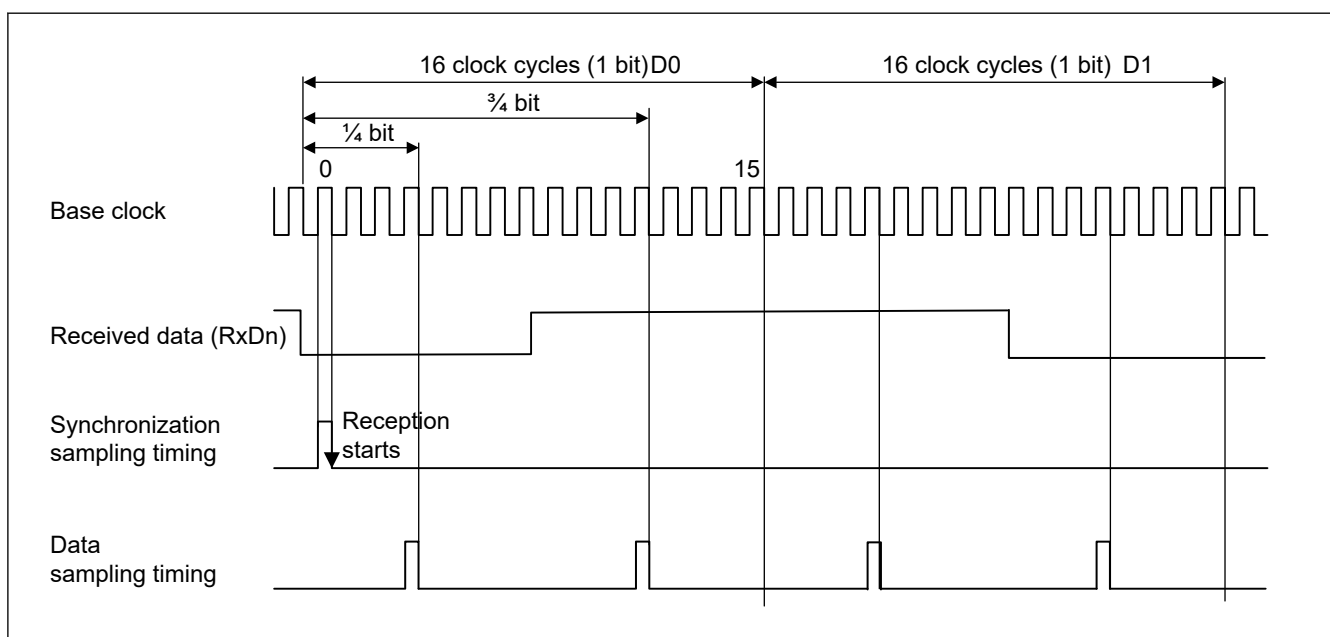 16 clock cycles (1 bit)D0
16 clock cycles (1 bit) D1
¾ bit
¼ bit
0
15
Base clock
Received data (RxDn)
Synchronization
sampling timing
Reception
starts
Data
sampling timing